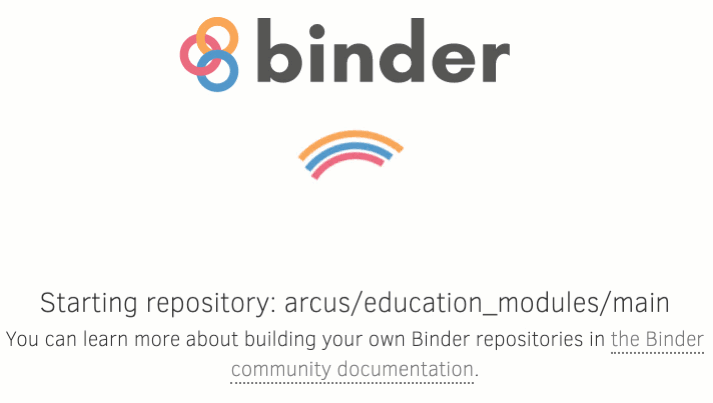 binder
Starting repository: arcus/education_modules/main
You can learn more about building your own Binder repositories in the Binder
community documentation.